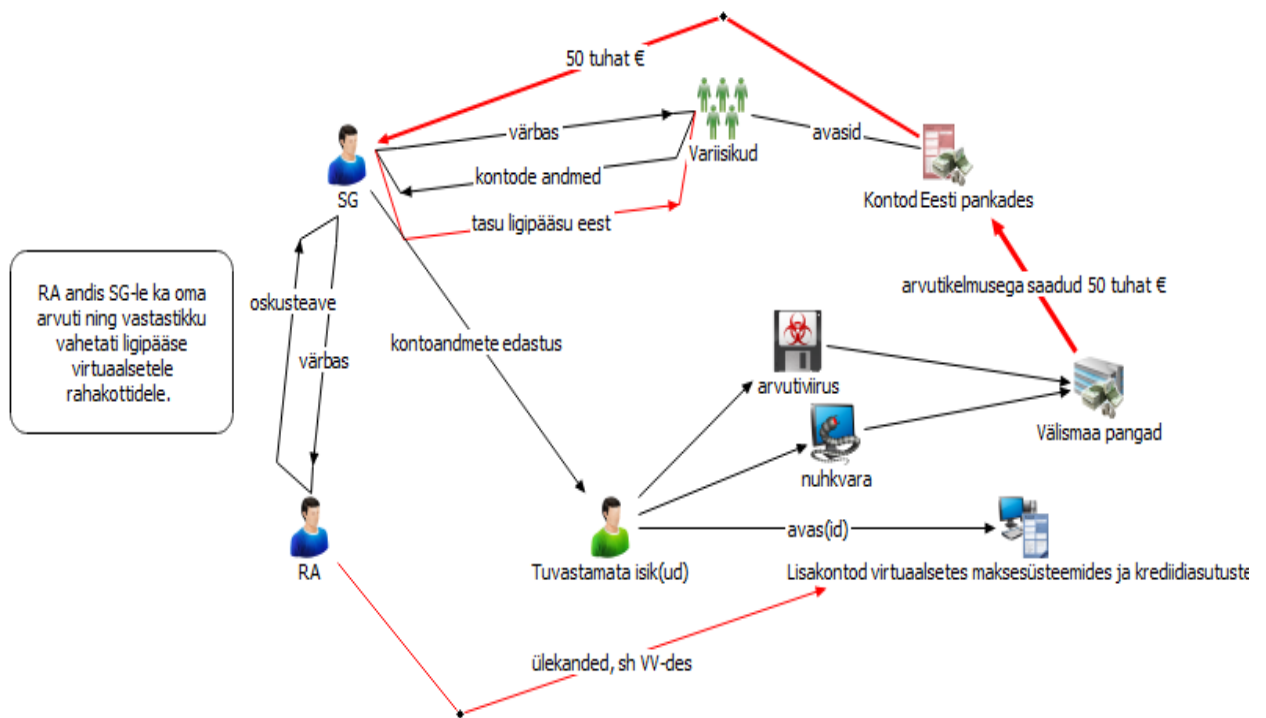 50 tuhat €
värbas
Variisikud
avasid
kontode andmed
SG
Kontod Eesti pankades
tasu ligipääsu eest
RA andis SG-le ka oma
arvuti ning vastastikku
vahetati ligipääse
virtuaalsetele
rahakottidele.
oskusteave
värbas
arvutikelmusega saadud 50 tuhat €
kontoandmete edastus
arvutiviirus
Välismaa pangad
nuhkvara
avas(id)
RA
Tuvastamata isik(ud)
Lisakontod virtuaalsetes maksesüsteemides ja krediidiasutuste
ülekanded, sh VV-des